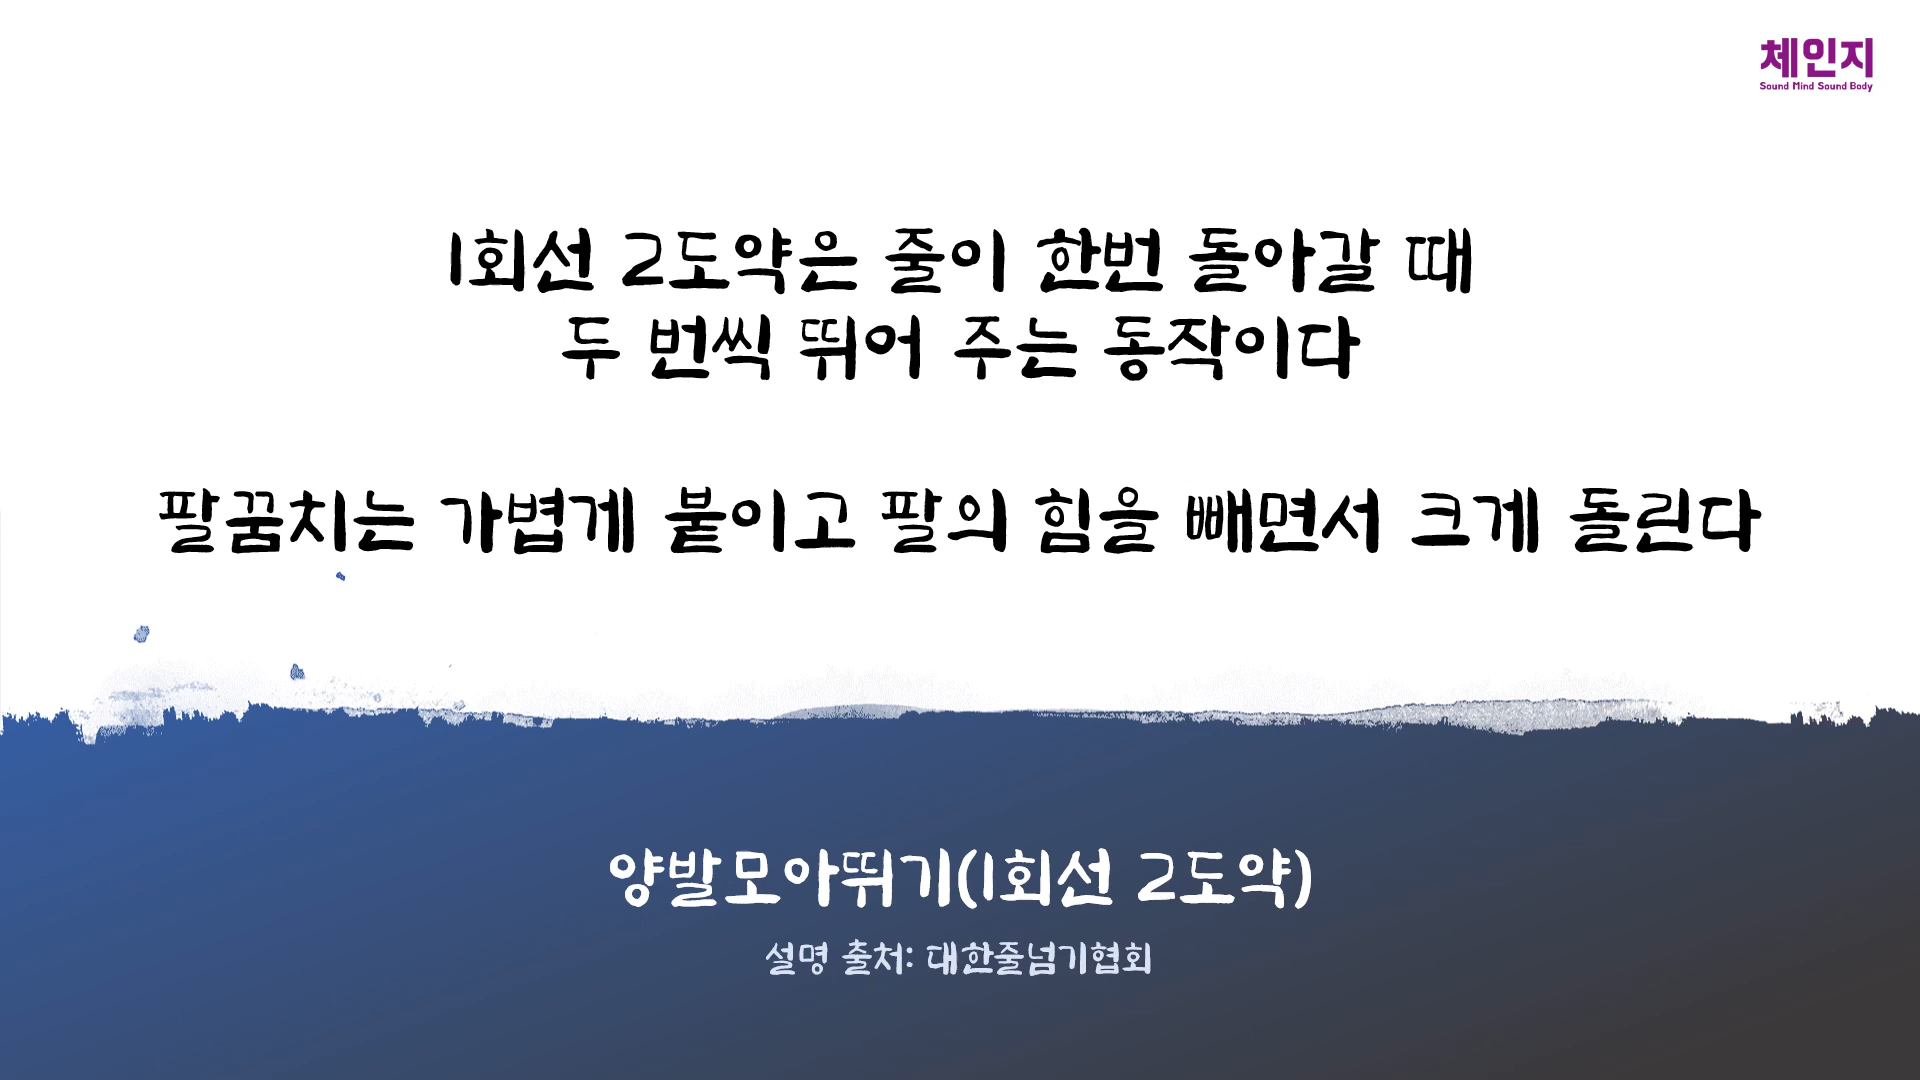 체인지
Sound Mind Sound Body
1회선 2도약은 줄이 한번 돌아갈 때
두 번씩 뛰어 주는 동작이다
팔꿈치는 가볍게 붙이고 팔의 힘을 빼면서 크게 돌린다
양발모아뛰기(1회선 2도약)
설명 출처: 대한줄넘기협회